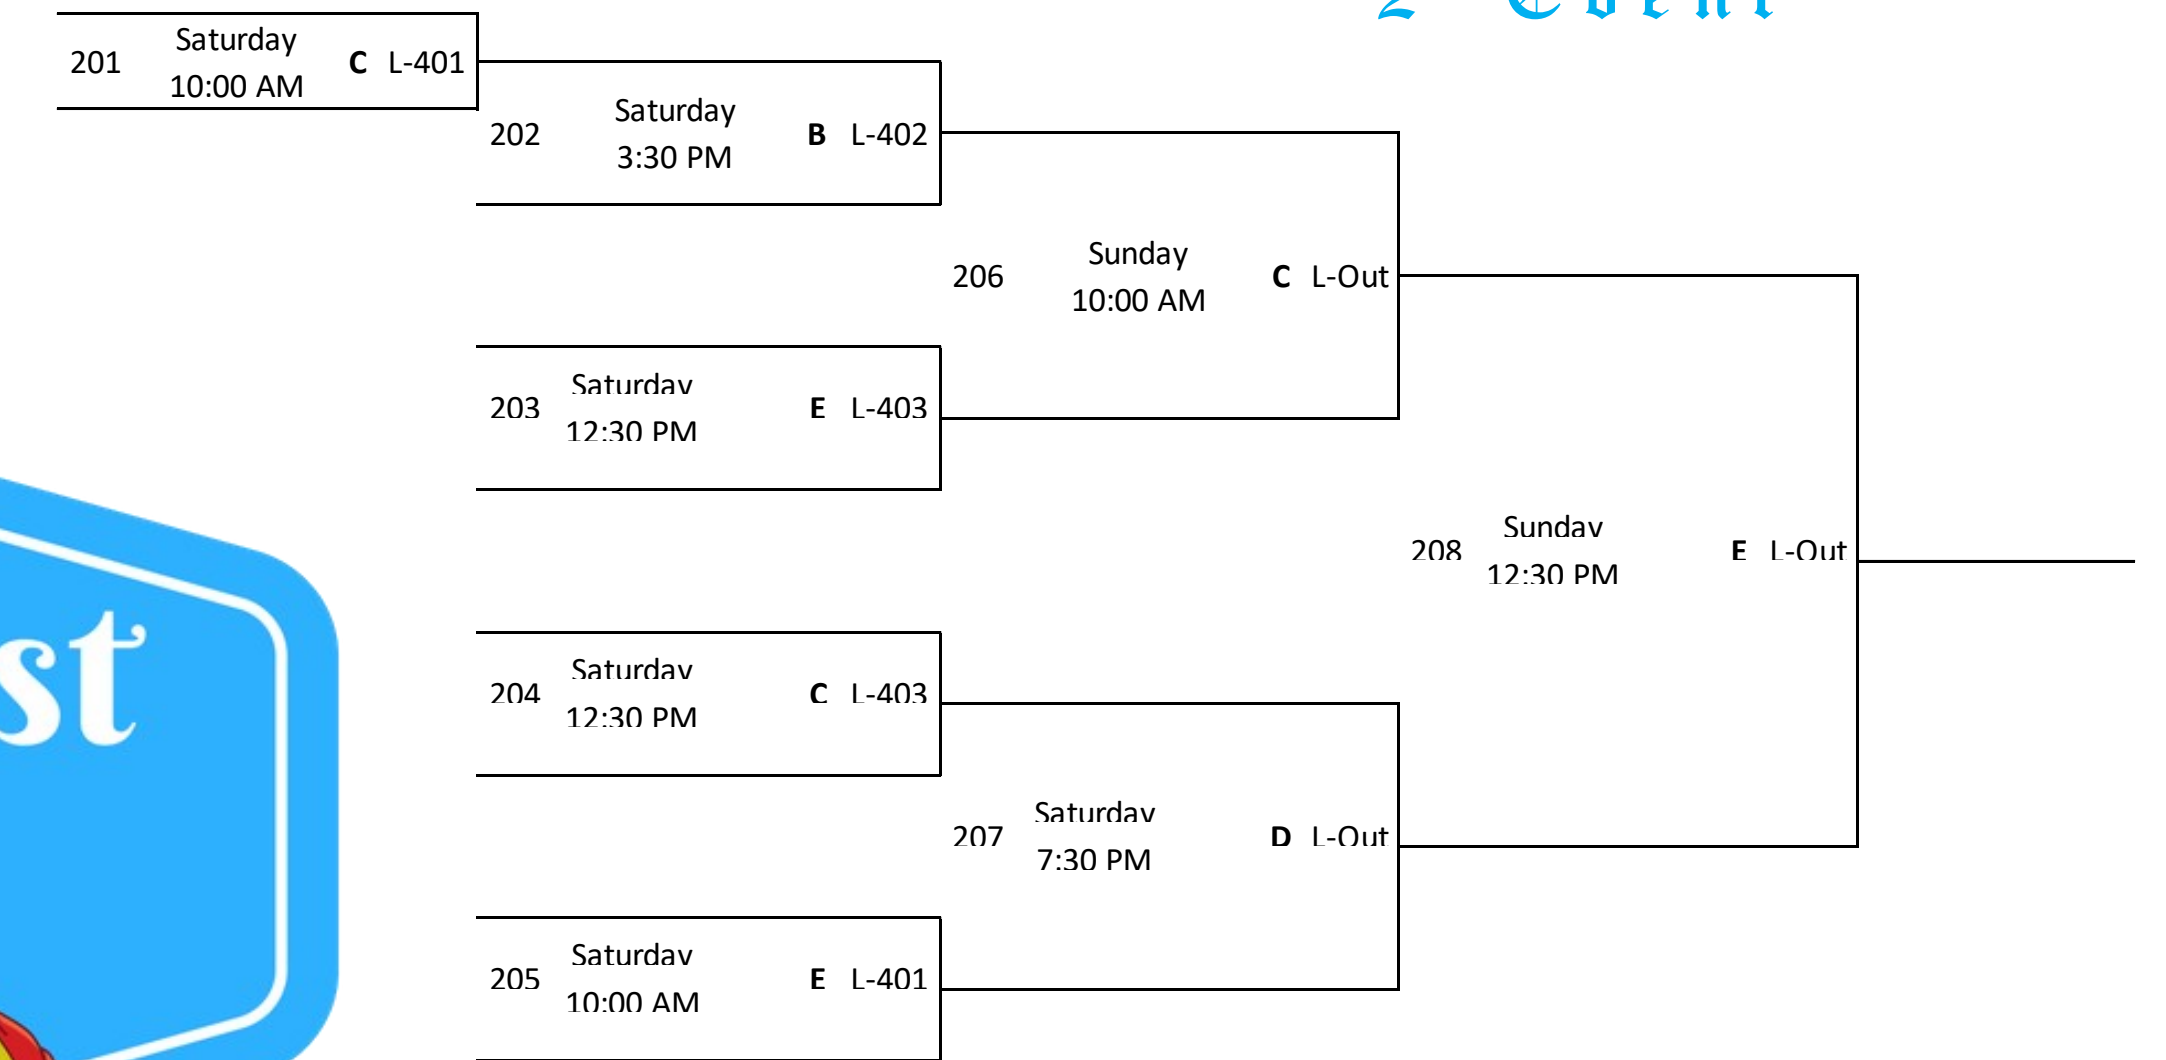 2 Event
201 Saturday 10:00 AM C L-401
202 Saturday 3:30 PM B L-402
206 Sunday 10:00 AM C L-Out
203 Saturday 12:30 PM E L-403
208 Sunday 12:30 PM E L-Out
st
204 Saturday 12:30 PM C L-403
207 Saturday 7:30 PM D L-Out
205 Saturday 10:00 AM E L-401